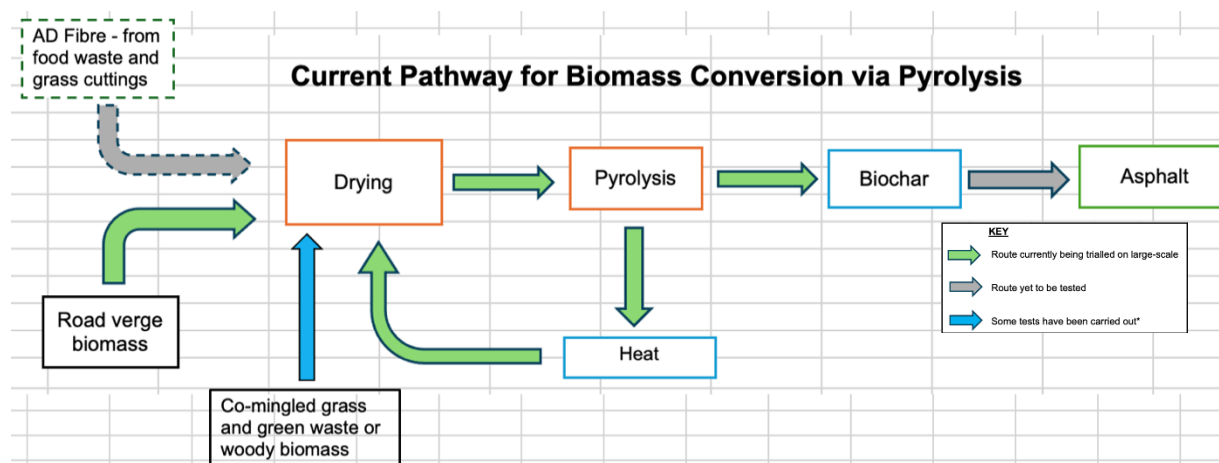 AD Fibre - from
food waste and
grass cuttings
Current Pathway for Biomass Conversion via Pyrolysis
Drying
Pyrolysis
Biochar
Asphalt
KEY
Route currently being trialled on large-scale
Route yet to be tested
Some tests have been carried out*
Road verge
biomass
Heat
Co-mingled grass
and green waste or
woody biomass